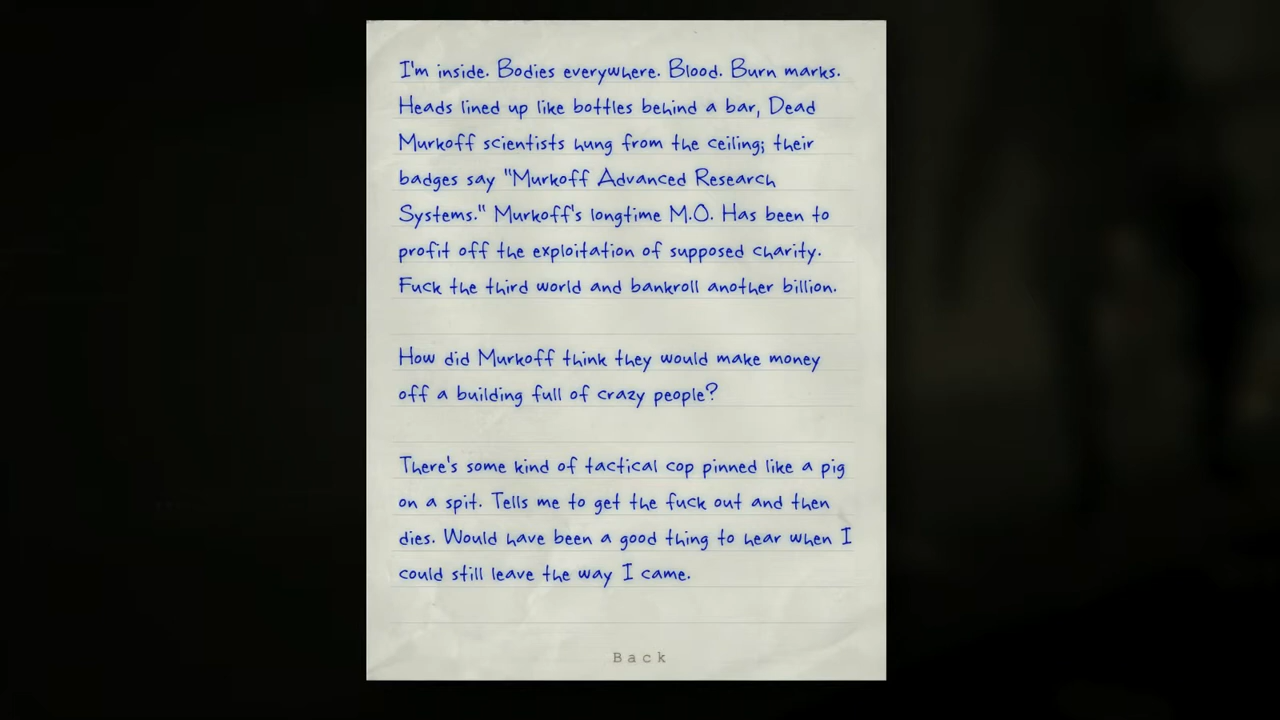 I'm inside. Bodies everywhere. Blood. Burn marks.
Heads lined up like bottles behind a bar, Dead
Murkoff scientists hung from the ceiling; their
badges say "Murkoff Advanced Research
Systems." Murkoff's longtime M.O. Has been to
profit off the exploitation of supposed charity.
Fuck the third world and bankroll another billion.
How did Murkoff think they would make money
off a building full of crazy people?
There's some kind of tactical cop pinned like a pig
on a spit. Tells me to get the fuck out and then
dies. Would have been a good thing to hear when I
could still leave the way I came.
Back